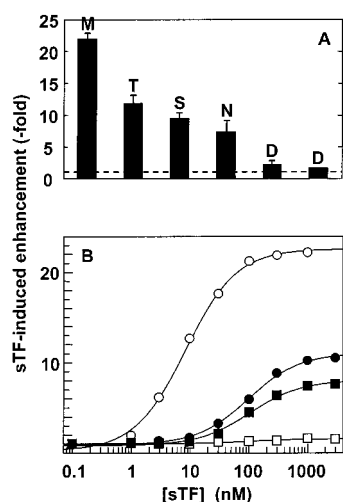 sTF-induced enhancement (-fold)
A
25
20
15
10
5
0
M
T
S
N
D
D
B
20
10
0.1
1
10
100
1000
[sTF] (nM)